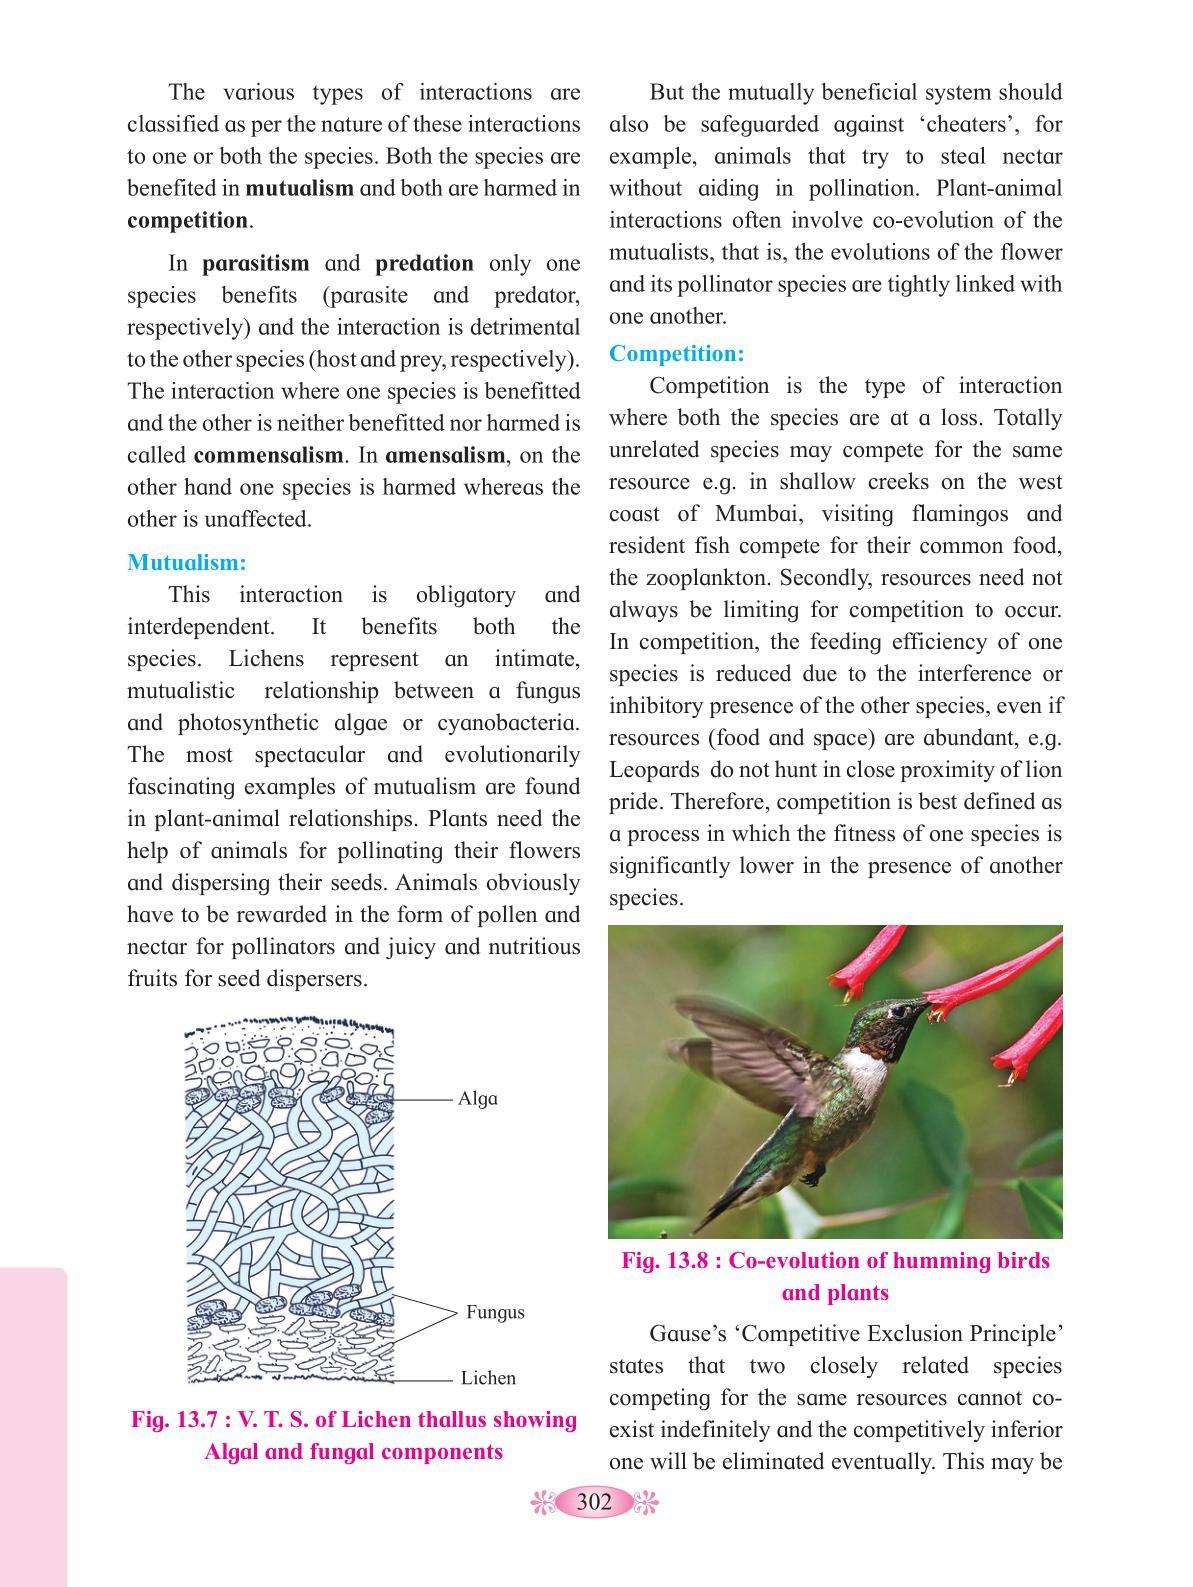 The various types of interactions are
classified as per the nature of these interactions
to one or both the species. Both the species are
benefited in mutualism and both are harmed in
competition.
In parasitism and predation only one
species benefits (parasite and predator,
respectively) and the interaction is detrimental
to the other species (host and prey, respectively).
The interaction where one species is benefitted
and the other is neither benefitted nor harmed is
called commensalism. In amensalism, on the
other hand one species is harmed whereas the
other is unaffected.
Mutualism:
This interaction is obligatory and
interdependent. It benefits both the
species. Lichens represent an intimate,
mutualistic relationship between a fungus
and photosynthetic algae or cyanobacteria.
The most spectacular and evolutionarily
fascinating examples of mutualism are found
in plant-animal relationships. Plants need the
help of animals for pollinating their flowers
and dispersing their seeds. Animals obviously
have to be rewarded in the form of pollen and
nectar for pollinators and juicy and nutritious
fruits for seed dispersers.
Alga
Fungus
Lichen
Fig. 13.7 : V. T. S. of Lichen thallus showing
Algal and fungal components
But the mutually beneficial system should
also be safeguarded against ‘cheaters’, for
example, animals that try to steal nectar
without aiding in pollination. Plant-animal
interactions often involve co-evolution of the
mutualists, that is, the evolutions of the flower
and its pollinator species are tightly linked with
one another.
Competition:
Competition is the type of interaction
where both the species are at a loss. Totally
unrelated species may compete for the same
resource e.g. in shallow creeks on the west
coast of Mumbai, visiting flamingos and
resident fish compete for their common food,
the zooplankton. Secondly, resources need not
always be limiting for competition to occur.
In competition, the feeding efficiency of one
species is reduced due to the interference or
inhibitory presence of the other species, even if
resources (food and space) are abundant, e.g.
Leopards do not hunt in close proximity of lion
pride. Therefore, competition is best defined as
a process in which the fitness of one species is
significantly lower in the presence of another
species.
Fig. 13.8 : Co-evolution of humming birds
and plants
Gause’s ‘Competitive Exclusion Principle’
states that two closely related species
competing for the same resources cannot co-
exist indefinitely and the competitively inferior
one will be eliminated eventually. This may be
302